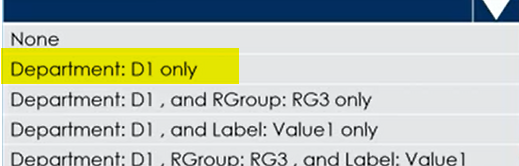 None
Department: D1 only
Department: D1 , and RGroup: RG3 only
Department: D1 , and Label: Value1 only
Department: D1 , RGroup: RG3 , and Label: Value1